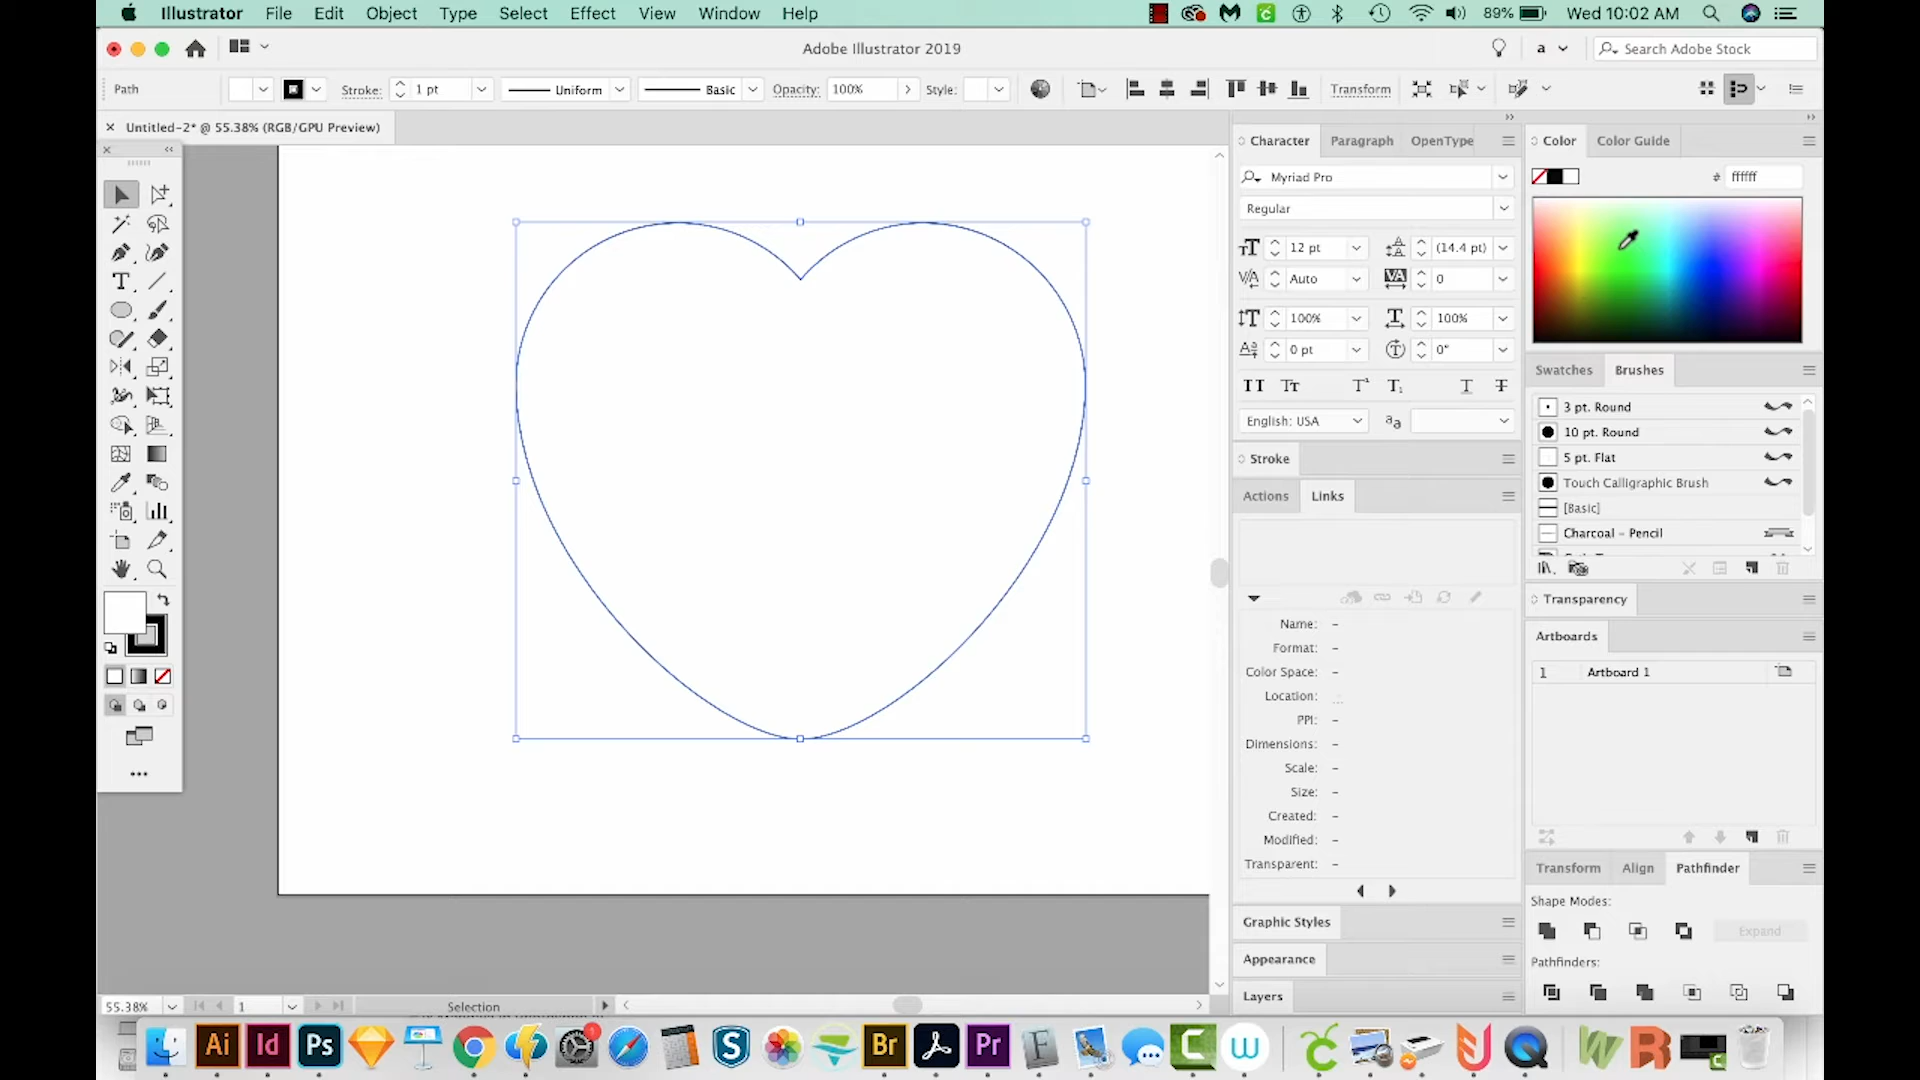 Illustrator File Edit Object Type Select Effect View Window Help 89% Wed 10:02 AM
Adobe Illustrator 2019
a
Search Adobe Stock
Path Stroke: 1 pt Uniform Basic Opacity: 100% Style: Transform
Untitled-2* @ 55.38% (RGB/GPU Preview)
Character Paragraph OpenType
Myriad Pro
Regular
12 pt (14.4 pt)
Auto 0
100% 100%
0 pt 0°
English: USA
Stroke
Actions Links
Name: –
Format: –
Color Space: –
Location:
PPI: –
Dimensions: –
Scale: –
Size: –
Created: –
Modified: –
Transparent: –
Graphic Styles
Appearance
Layers
Color Color Guide
# ffffff
Swatches Brushes
3 pt. Round
10 pt. Round
5 pt. Flat
Touch Calligraphic Brush
[Basic]
Charcoal – Pencil
Transparency
Artboards
1 Artboard 1
Transform Align Pathfinder
Shape Modes:
Expand
Pathfinders:
55.38% 1 Selection
Ai Id Ps S Br Pr